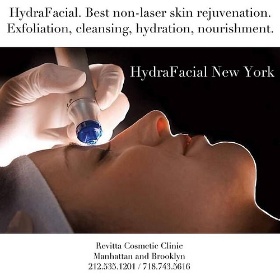 HydraFacial. Best non-laser skin rejuvenation.
Exfoliation, cleansing, hydration, nourishment.
HydraFacial New York
Revitta Cosmetic Clinic
Manhattan and Brooklyn
212.535.1201 / 718.743.5616